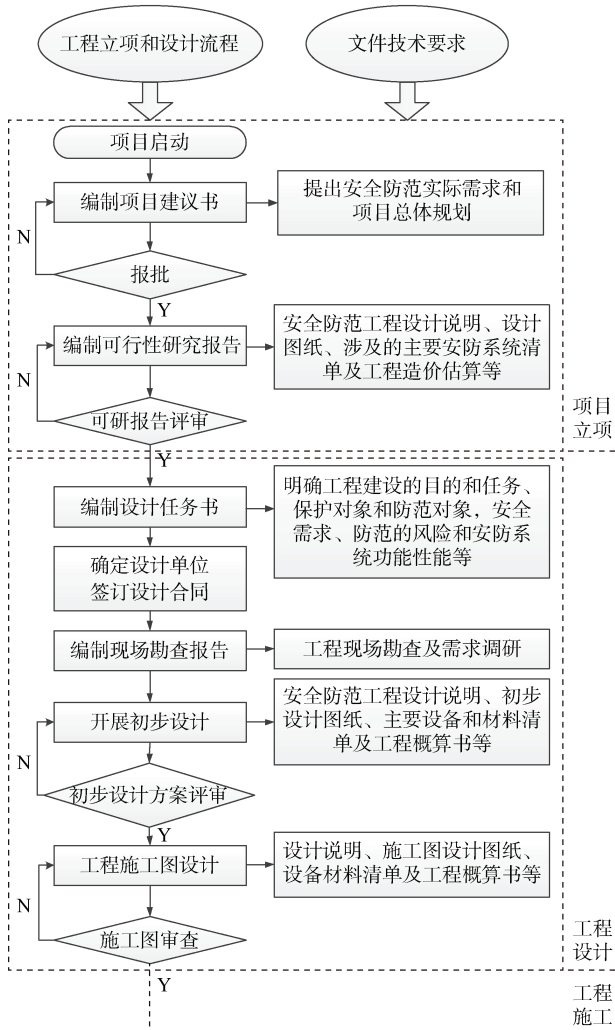 工程立项和设计流程
文件技术要求
项目启动
编制项目建议书
提出安全防范实际需求和
项目总体规划
N
报批
Y
编制可行性研究报告
安全防范工程设计说明、设计
图纸、涉及的主要安防系统清
单及工程造价估算等
N
可研报告评审
项目
立项
Y
编制设计任务书
明确工程建设的目的和任务、
保护对象和防范对象，安全
需求、防范的风险和安防系
统功能性能等
确定设计单位
签订设计合同
编制现场勘查报告
工程现场勘查及需求调研
开展初步设计
安全防范工程设计说明、初步
设计图纸、主要设备和材料清
单及工程概算书等
N
初步设计方案评审
Y
工程施工图设计
设计说明、施工图设计图纸、
设备材料清单及工程概算书等
N
施工图审查
工程
设计
Y
工程
施工